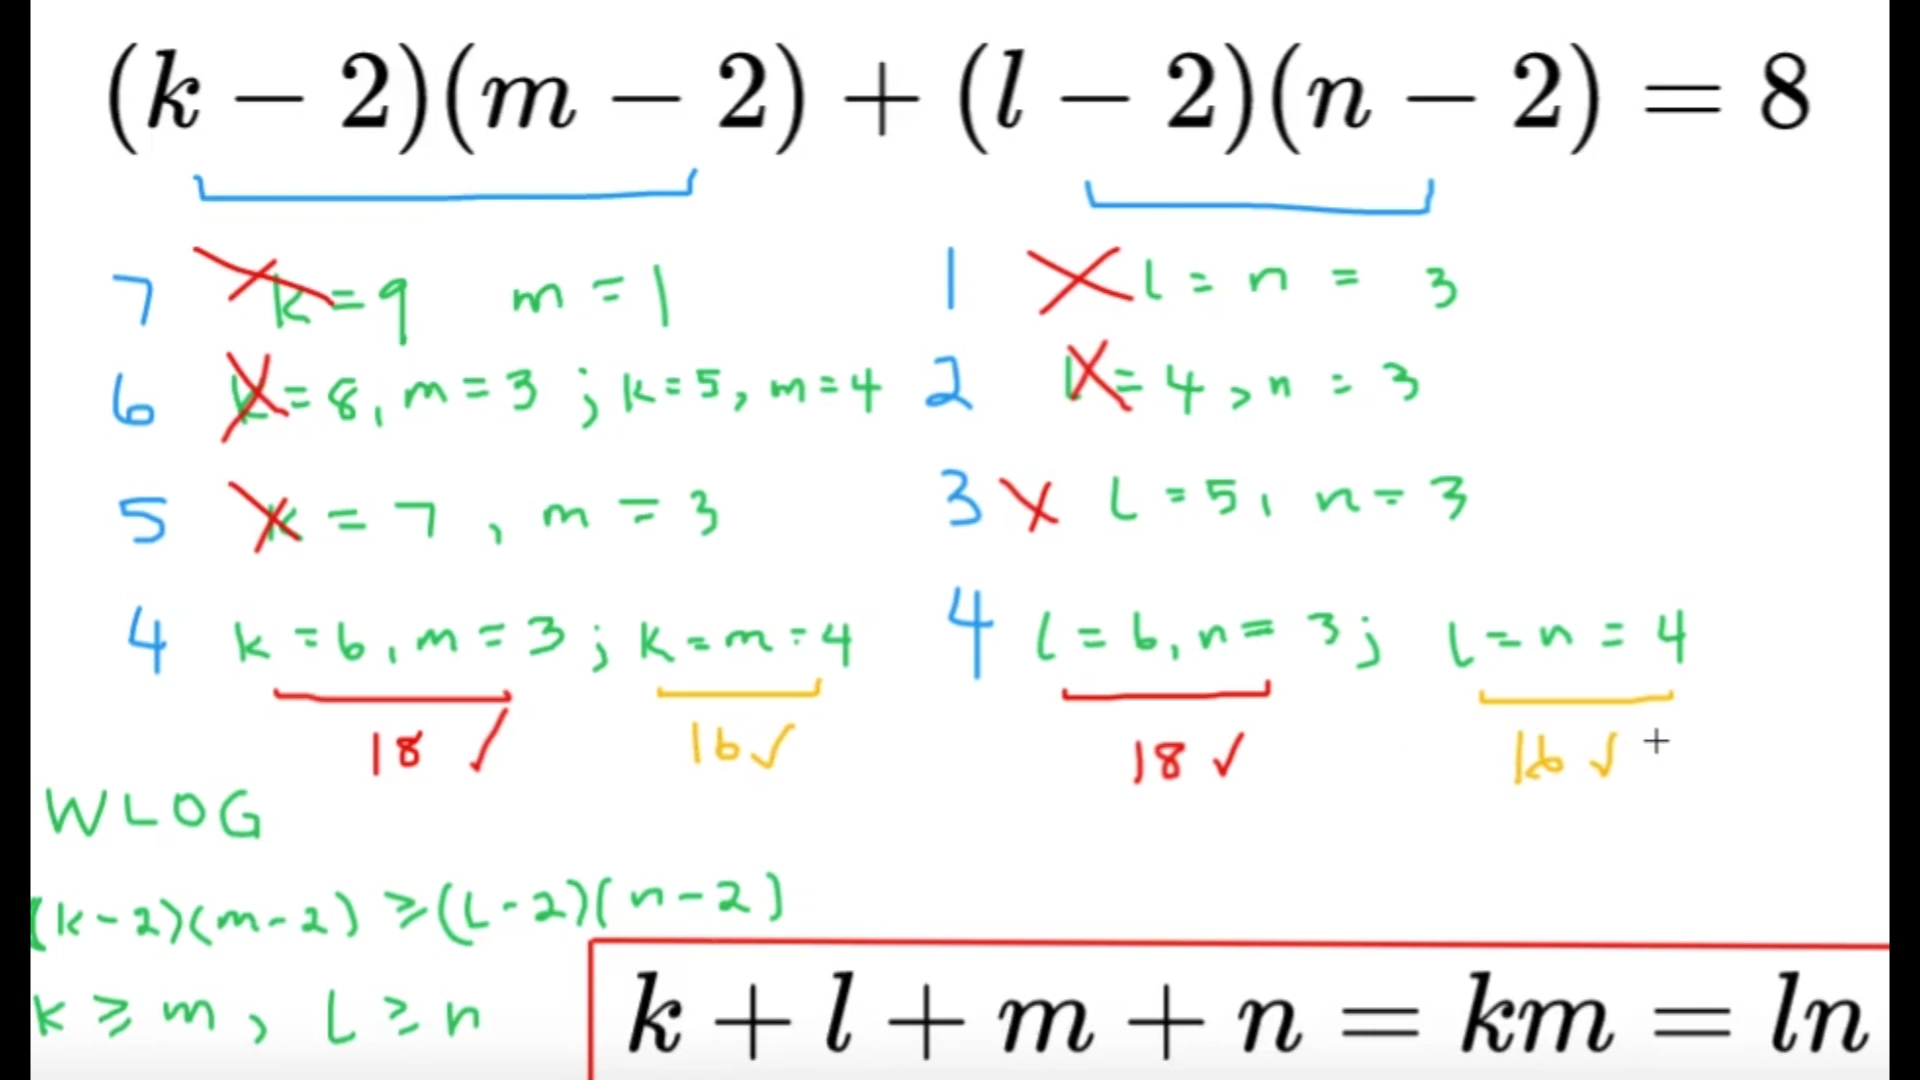 (k − 2)(m − 2) + (l − 2)(n − 2) = 8
7 k = 9 m = 1 1 l = n = 3
6 k = 8, m = 3 ; k = 5, m = 4 2 l = 4, n = 3
5 k = 7, m = 3 3 X l = 5, n = 3
4 k = 6, m = 3 ; k = m = 4 4 l = 6, n = 3 ; l = n = 4
18 ✓ 16 ✓ 18 ✓ 16 ✓
WLOG
(k-2)(m-2) ≥ (l-2)(n-2)
k ≥ m, l ≥ n
k + l + m + n = km = ln